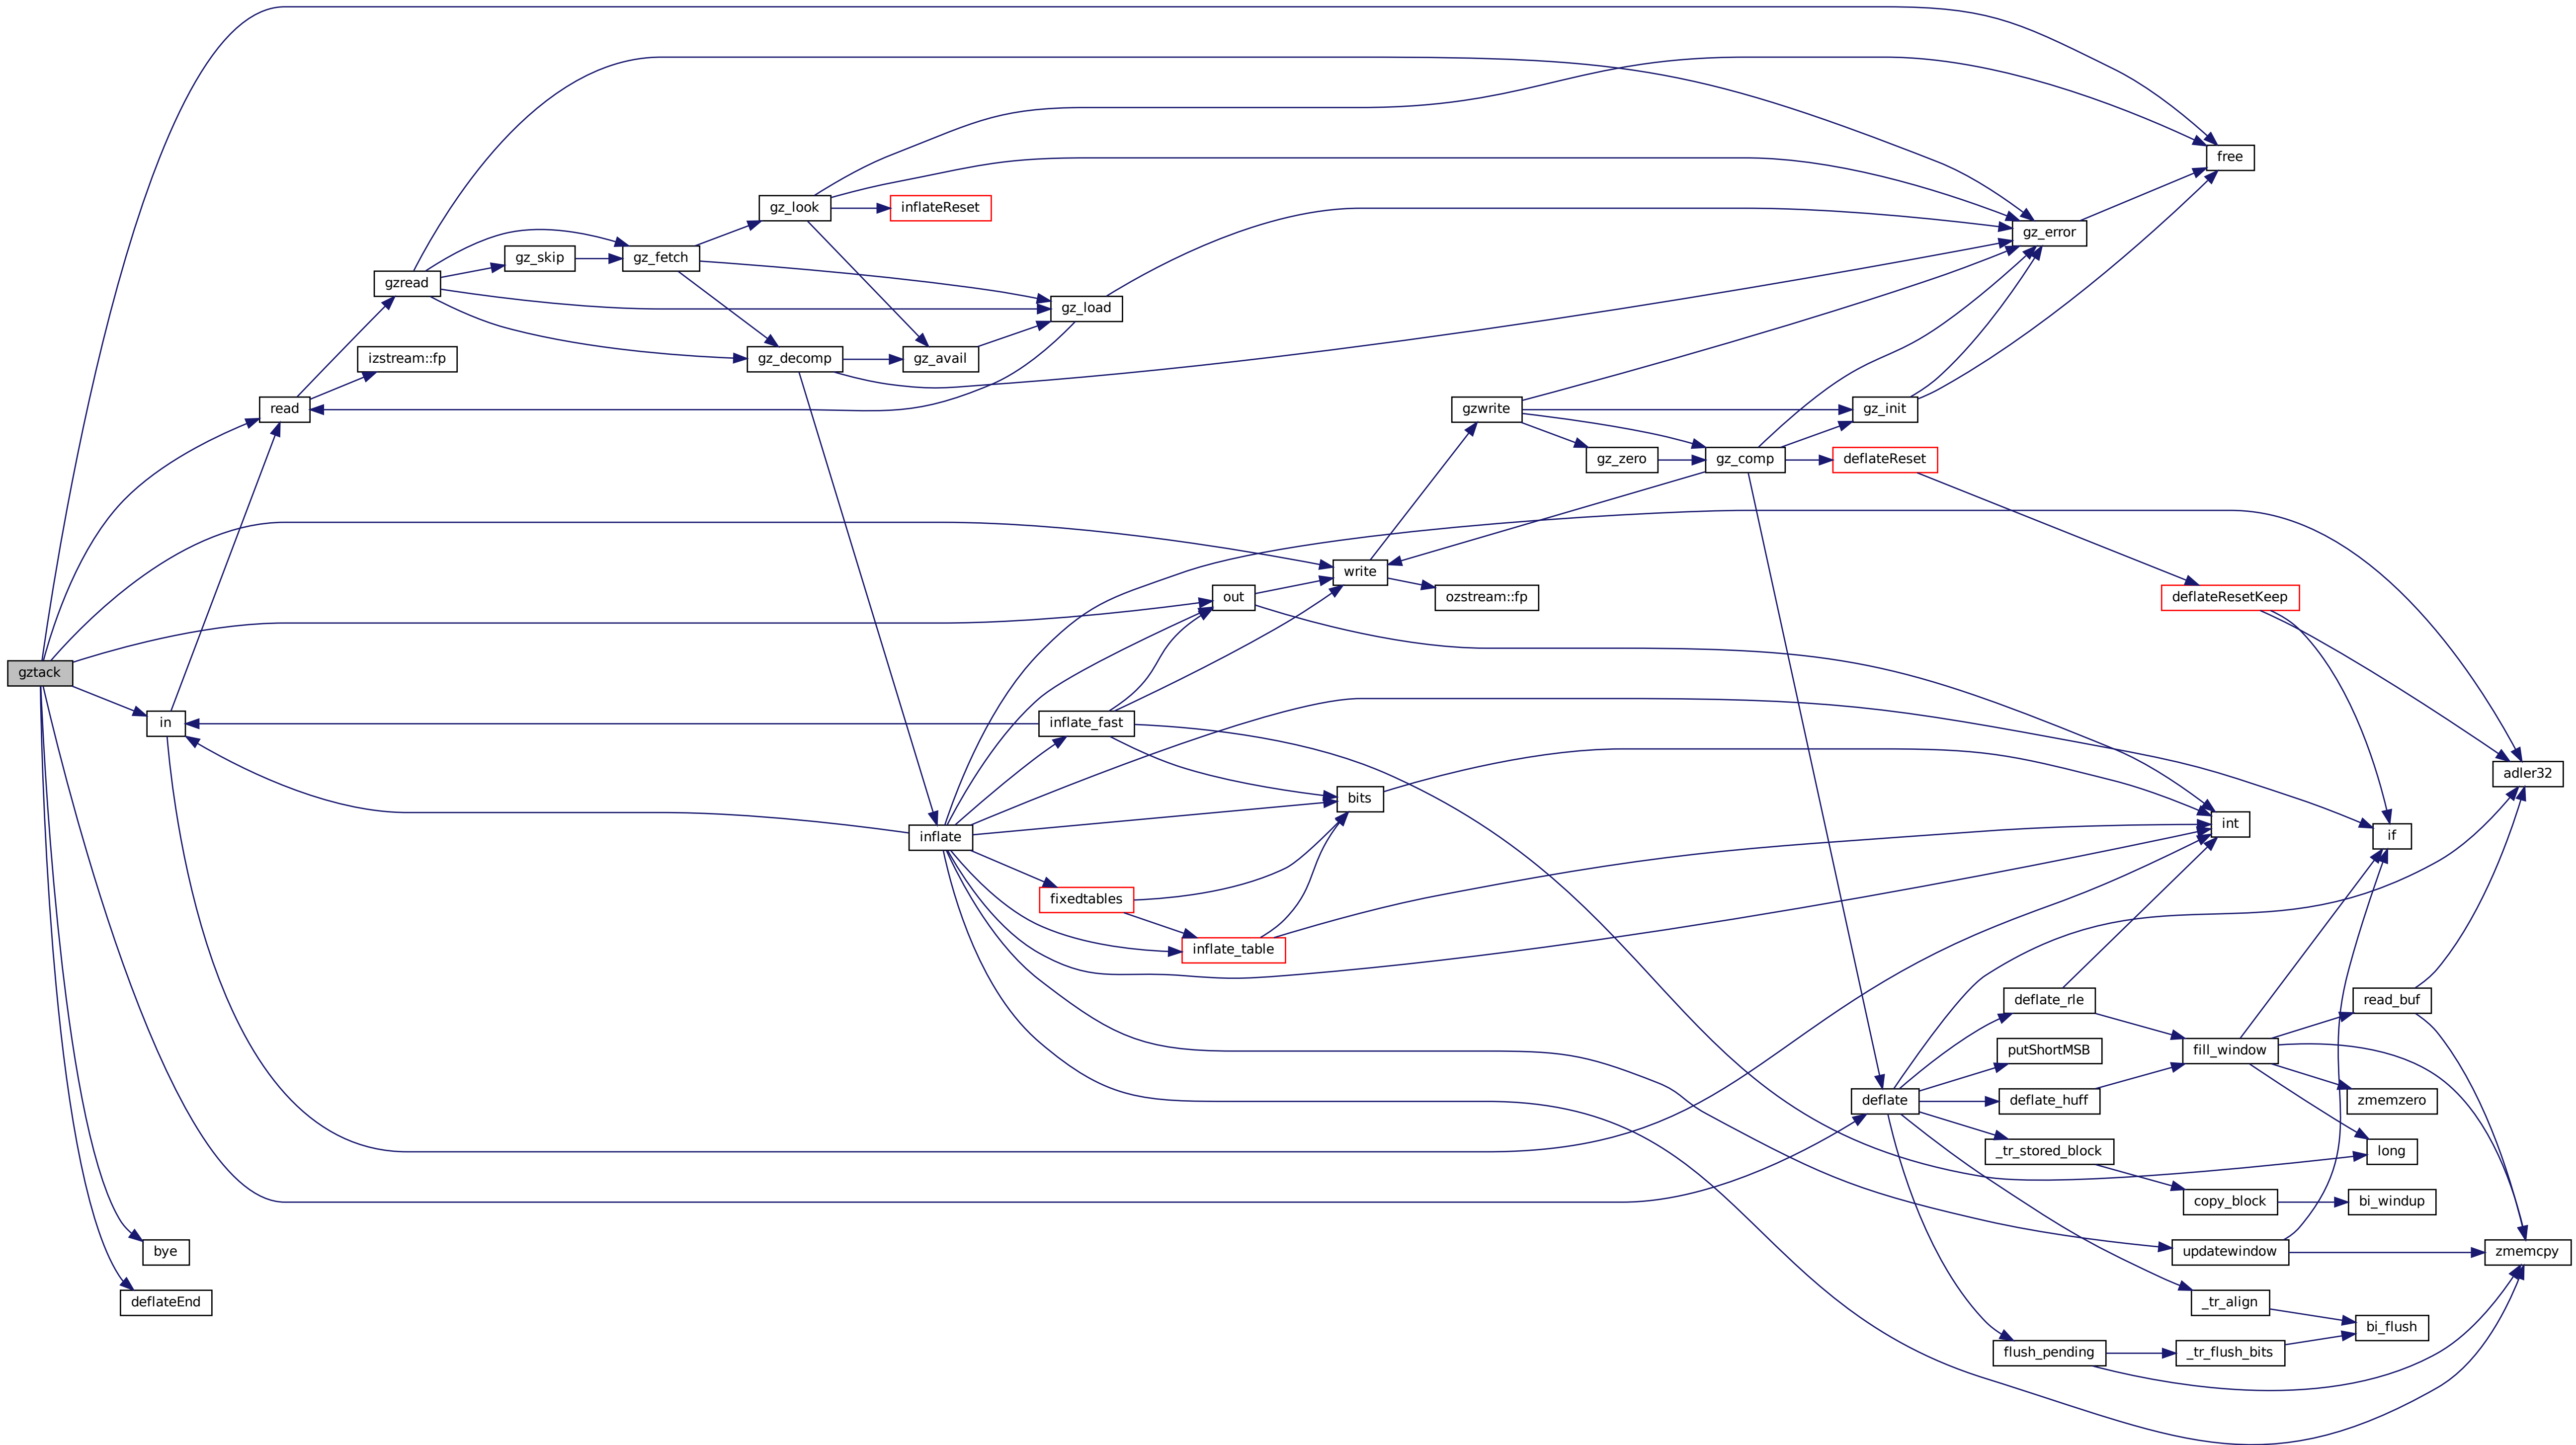 free
gz_look
inflateReset
gz_error
gz_skip
gz_fetch
gzread
gz_load
izstream::fp
gz_decomp
gz_avail
read
gzwrite
gz_init
gz_zero
gz_comp
deflateReset
write
out
ozstream::fp
deflateResetKeep
gztack
in
inflate_fast
adler32
bits
inflate
int
if
fixedtables
inflate_table
deflate_rle
read_buf
putShortMSB
fill_window
deflate
deflate_huff
zmemzero
_tr_stored_block
long
copy_block
bi_windup
bye
updatewindow
zmemcpy
deflateEnd
_tr_align
bi_flush
flush_pending
_tr_flush_bits